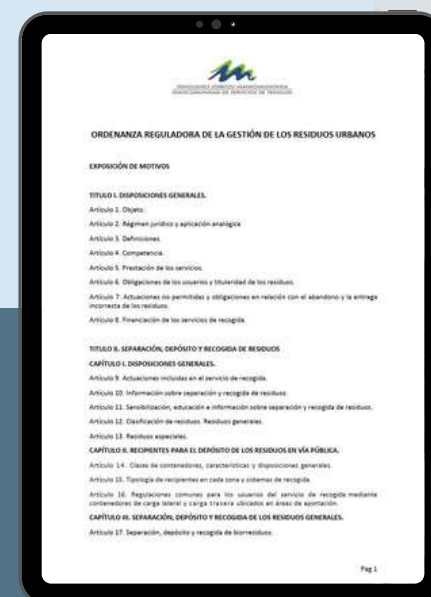 ORDENANZA REGULADORA DE LA GESTIÓN DE LOS RESIDUOS URBANOS
EXPOSICIÓN DE MOTIVOS
TITULO I. DISPOSICIONES GENERALES.
Artículo 1. Objeto.
Artículo 2. Régimen jurídico y aplicación analógica
Artículo 3. Definiciones.
Artículo 4. Competencia.
Artículo 5. Prestación de los servicios.
Artículo 6. Obligaciones de los usuarios y titularidad de los residuos.
Artículo 7. Actuaciones no permitidas y obligaciones en relación con el abandono y la entrega
incorrecta de los residuos.
Artículo 8. Financiación de los servicios de recogida.
TITULO II. SEPARACIÓN, DEPÓSITO Y RECOGIDA DE RESIDUOS
CAPÍTULO I. DISPOSICIONES GENERALES.
Artículo 9. Actuaciones incluidas en el servicio de recogida.
Artículo 10. Información sobre separación y recogida de residuos.
Artículo 11. Sensibilización, educación e información sobre separación y recogida de residuos.
Artículo 12. Clasificación de residuos. Residuos generales.
Artículo 13. Residuos especiales.
CAPÍTULO II. RECIPIENTES PARA EL DEPÓSITO DE LOS RESIDUOS EN VÍA PÚBLICA.
Artículo 14. Clases de contenedores, características y disposiciones generales.
Artículo 15. Tipología de recipientes en cada zona y sistemas de recogida.
Artículo 16. Regulaciones comunes para los usuarios del servicio de recogida mediante
contenedores de carga lateral y carga trasera ubicados en áreas de aportación.
CAPÍTULO III. SEPARACIÓN, DEPÓSITO Y RECOGIDA DE LOS RESIDUOS GENERALES.
Artículo 17. Separación, depósito y recogida de biorresiduos.
Pag 1